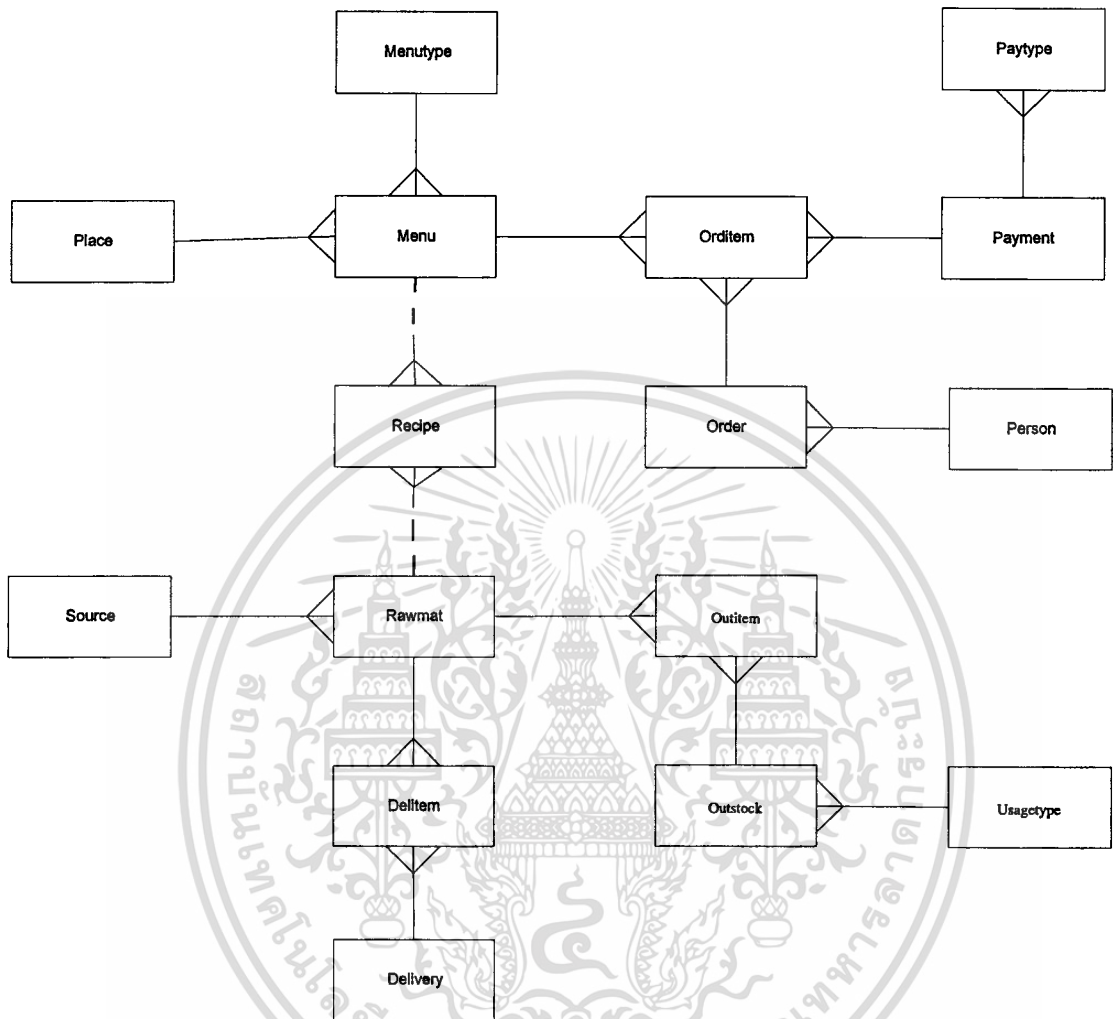 Menutype
Paytype
Place
Menu
Orditem
Payment
Recipe
Order
Person
Source
Rawmat
Outitem
Delitem
Outstock
Usagetype
Delivery